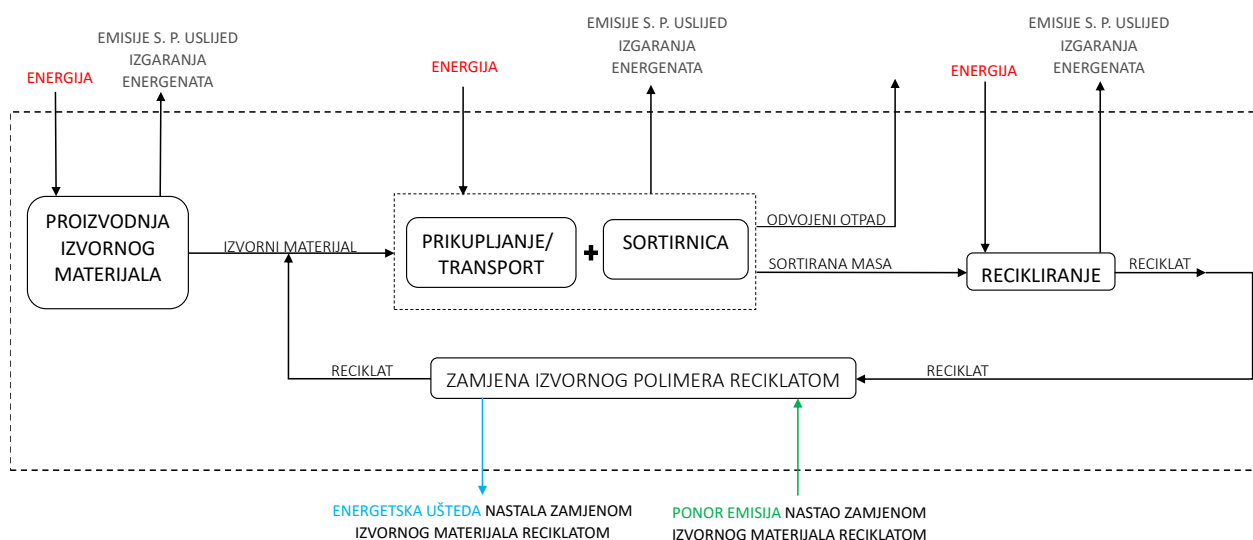 EMISIJE S. P. USLIJED
IZGARANJA
ENERGENATA
ENERGIJA
EMISIJE S. P. USLIJED
IZGARANJA
ENERGENATA
ENERGIJA
EMISIJE S. P. USLIJED
IZGARANJA
ENERGENATA
ENERGIJA
PROIZVODNJA
IZVORNOG
MATERIJALA
IZVORNI MATERIJAL
PRIKUPLJANJE/
TRANSPORT
+
SORTIRNICA
ODVOJENI OTPAD
SORTIRANA MASA
RECIKLIRANJE
RECIKLAT
RECIKLAT
ZAMJENA IZVORNOG POLIMERA RECIKLATOM
RECIKLAT
ENERGETSKA UŠTEDA NASTALA ZAMJENOM
IZVORNOG MATERIJALA RECIKLATOM
PONOR EMISIJA NASTAO ZAMJENOM
IZVORNOG MATERIJALA RECIKLATOM